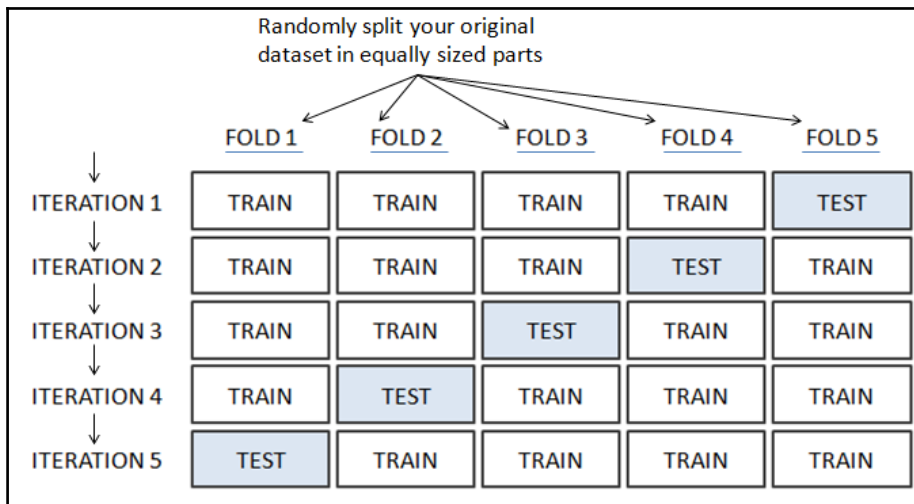 Randomly split your original
dataset in equally sized parts
FOLD 1 FOLD 2 FOLD 3 FOLD 4 FOLD 5
ITERATION 1 TRAIN TRAIN TRAIN TRAIN TEST
ITERATION 2 TRAIN TRAIN TRAIN TEST TRAIN
ITERATION 3 TRAIN TRAIN TEST TRAIN TRAIN
ITERATION 4 TRAIN TEST TRAIN TRAIN TRAIN
ITERATION 5 TEST TRAIN TRAIN TRAIN TRAIN